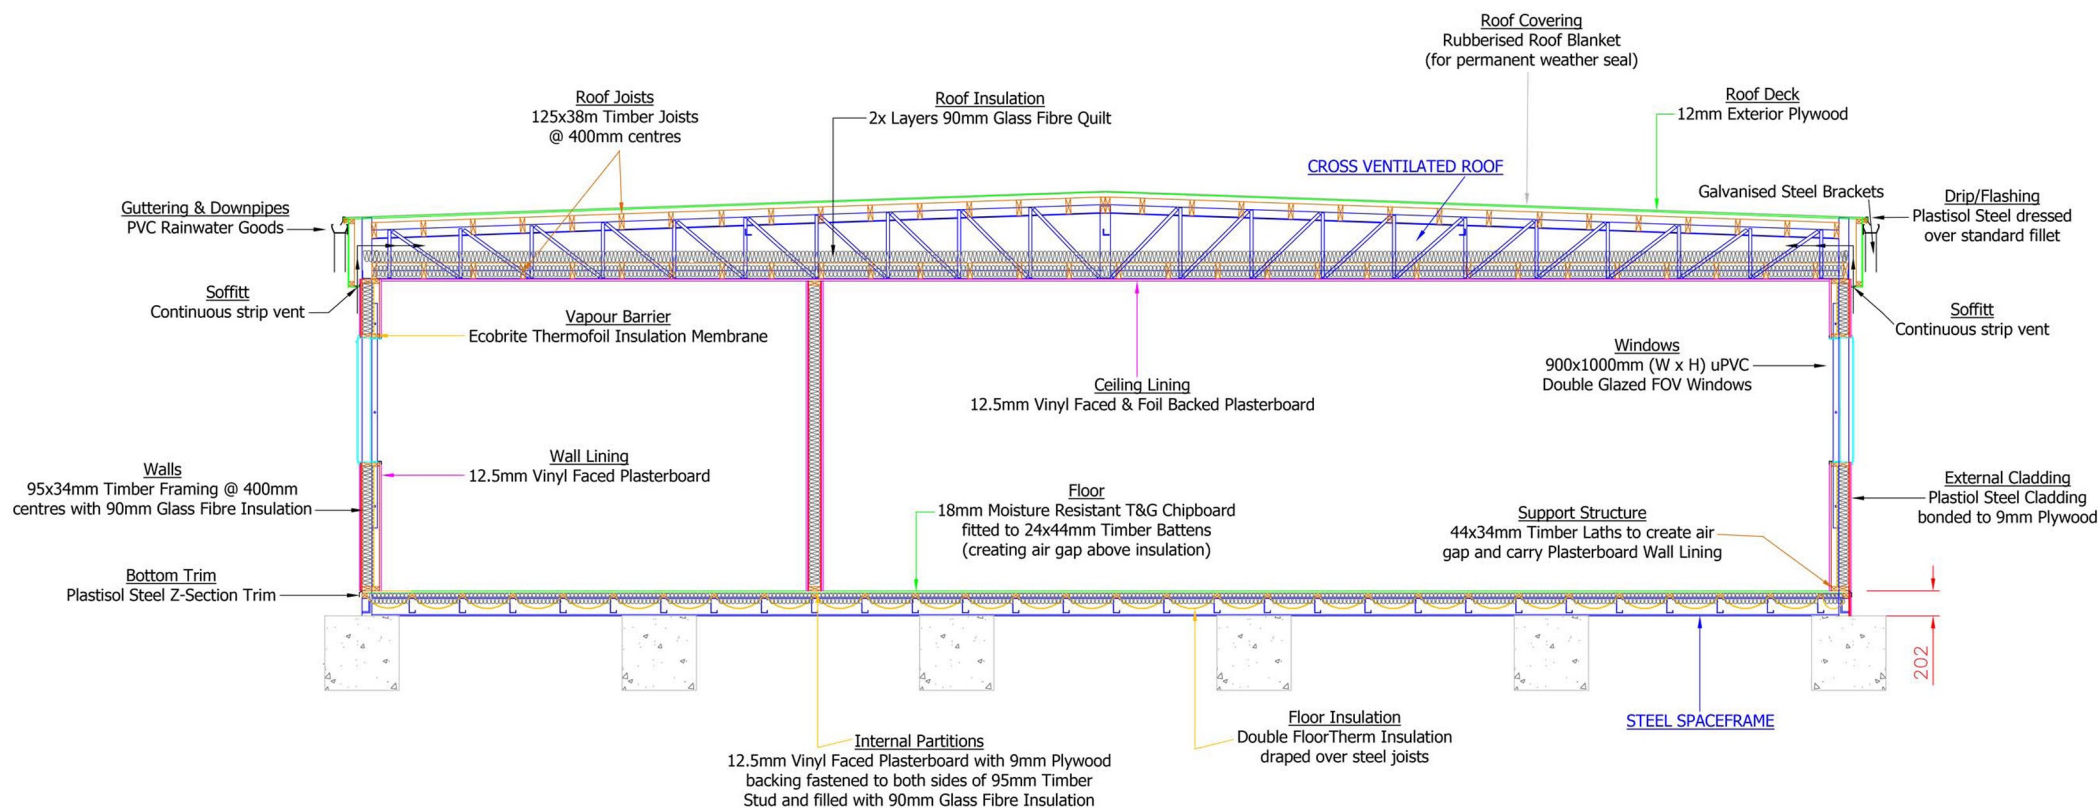 Roof Covering
Rubberised Roof Blanket
(for permanent weather seal)
Roof Joists
125x38m Timber Joists
@ 400mm centres
Roof Insulation
2x Layers 90mm Glass Fibre Quilt
Roof Deck
12mm Exterior Plywood
CROSS VENTILATED ROOF
Galvanised Steel Brackets
Drip/Flashing
Plastisol Steel dressed
over standard fillet
Guttering & Downpipes
PVC Rainwater Goods
Soffitt
Continuous strip vent
Vapour Barrier
Ecobrite Thermofoil Insulation Membrane
Soffitt
Continuous strip vent
Windows
900x1000mm (W x H) uPVC
Double Glazed FOV Windows
Ceiling Lining
12.5mm Vinyl Faced & Foil Backed Plasterboard
Wall Lining
12.5mm Vinyl Faced Plasterboard
Walls
95x34mm Timber Framing @ 400mm
centres with 90mm Glass Fibre Insulation
Floor
18mm Moisture Resistant T&G Chipboard
fitted to 24x44mm Timber Battens
(creating air gap above insulation)
Support Structure
44x34mm Timber Laths to create air
gap and carry Plasterboard Wall Lining
External Cladding
Plastiol Steel Cladding
bonded to 9mm Plywood
Bottom Trim
Plastisol Steel Z-Section Trim
202
STEEL SPACEFRAME
Floor Insulation
Double FloorTherm Insulation
draped over steel joists
Internal Partitions
12.5mm Vinyl Faced Plasterboard with 9mm Plywood
backing fastened to both sides of 95mm Timber
Stud and filled with 90mm Glass Fibre Insulation